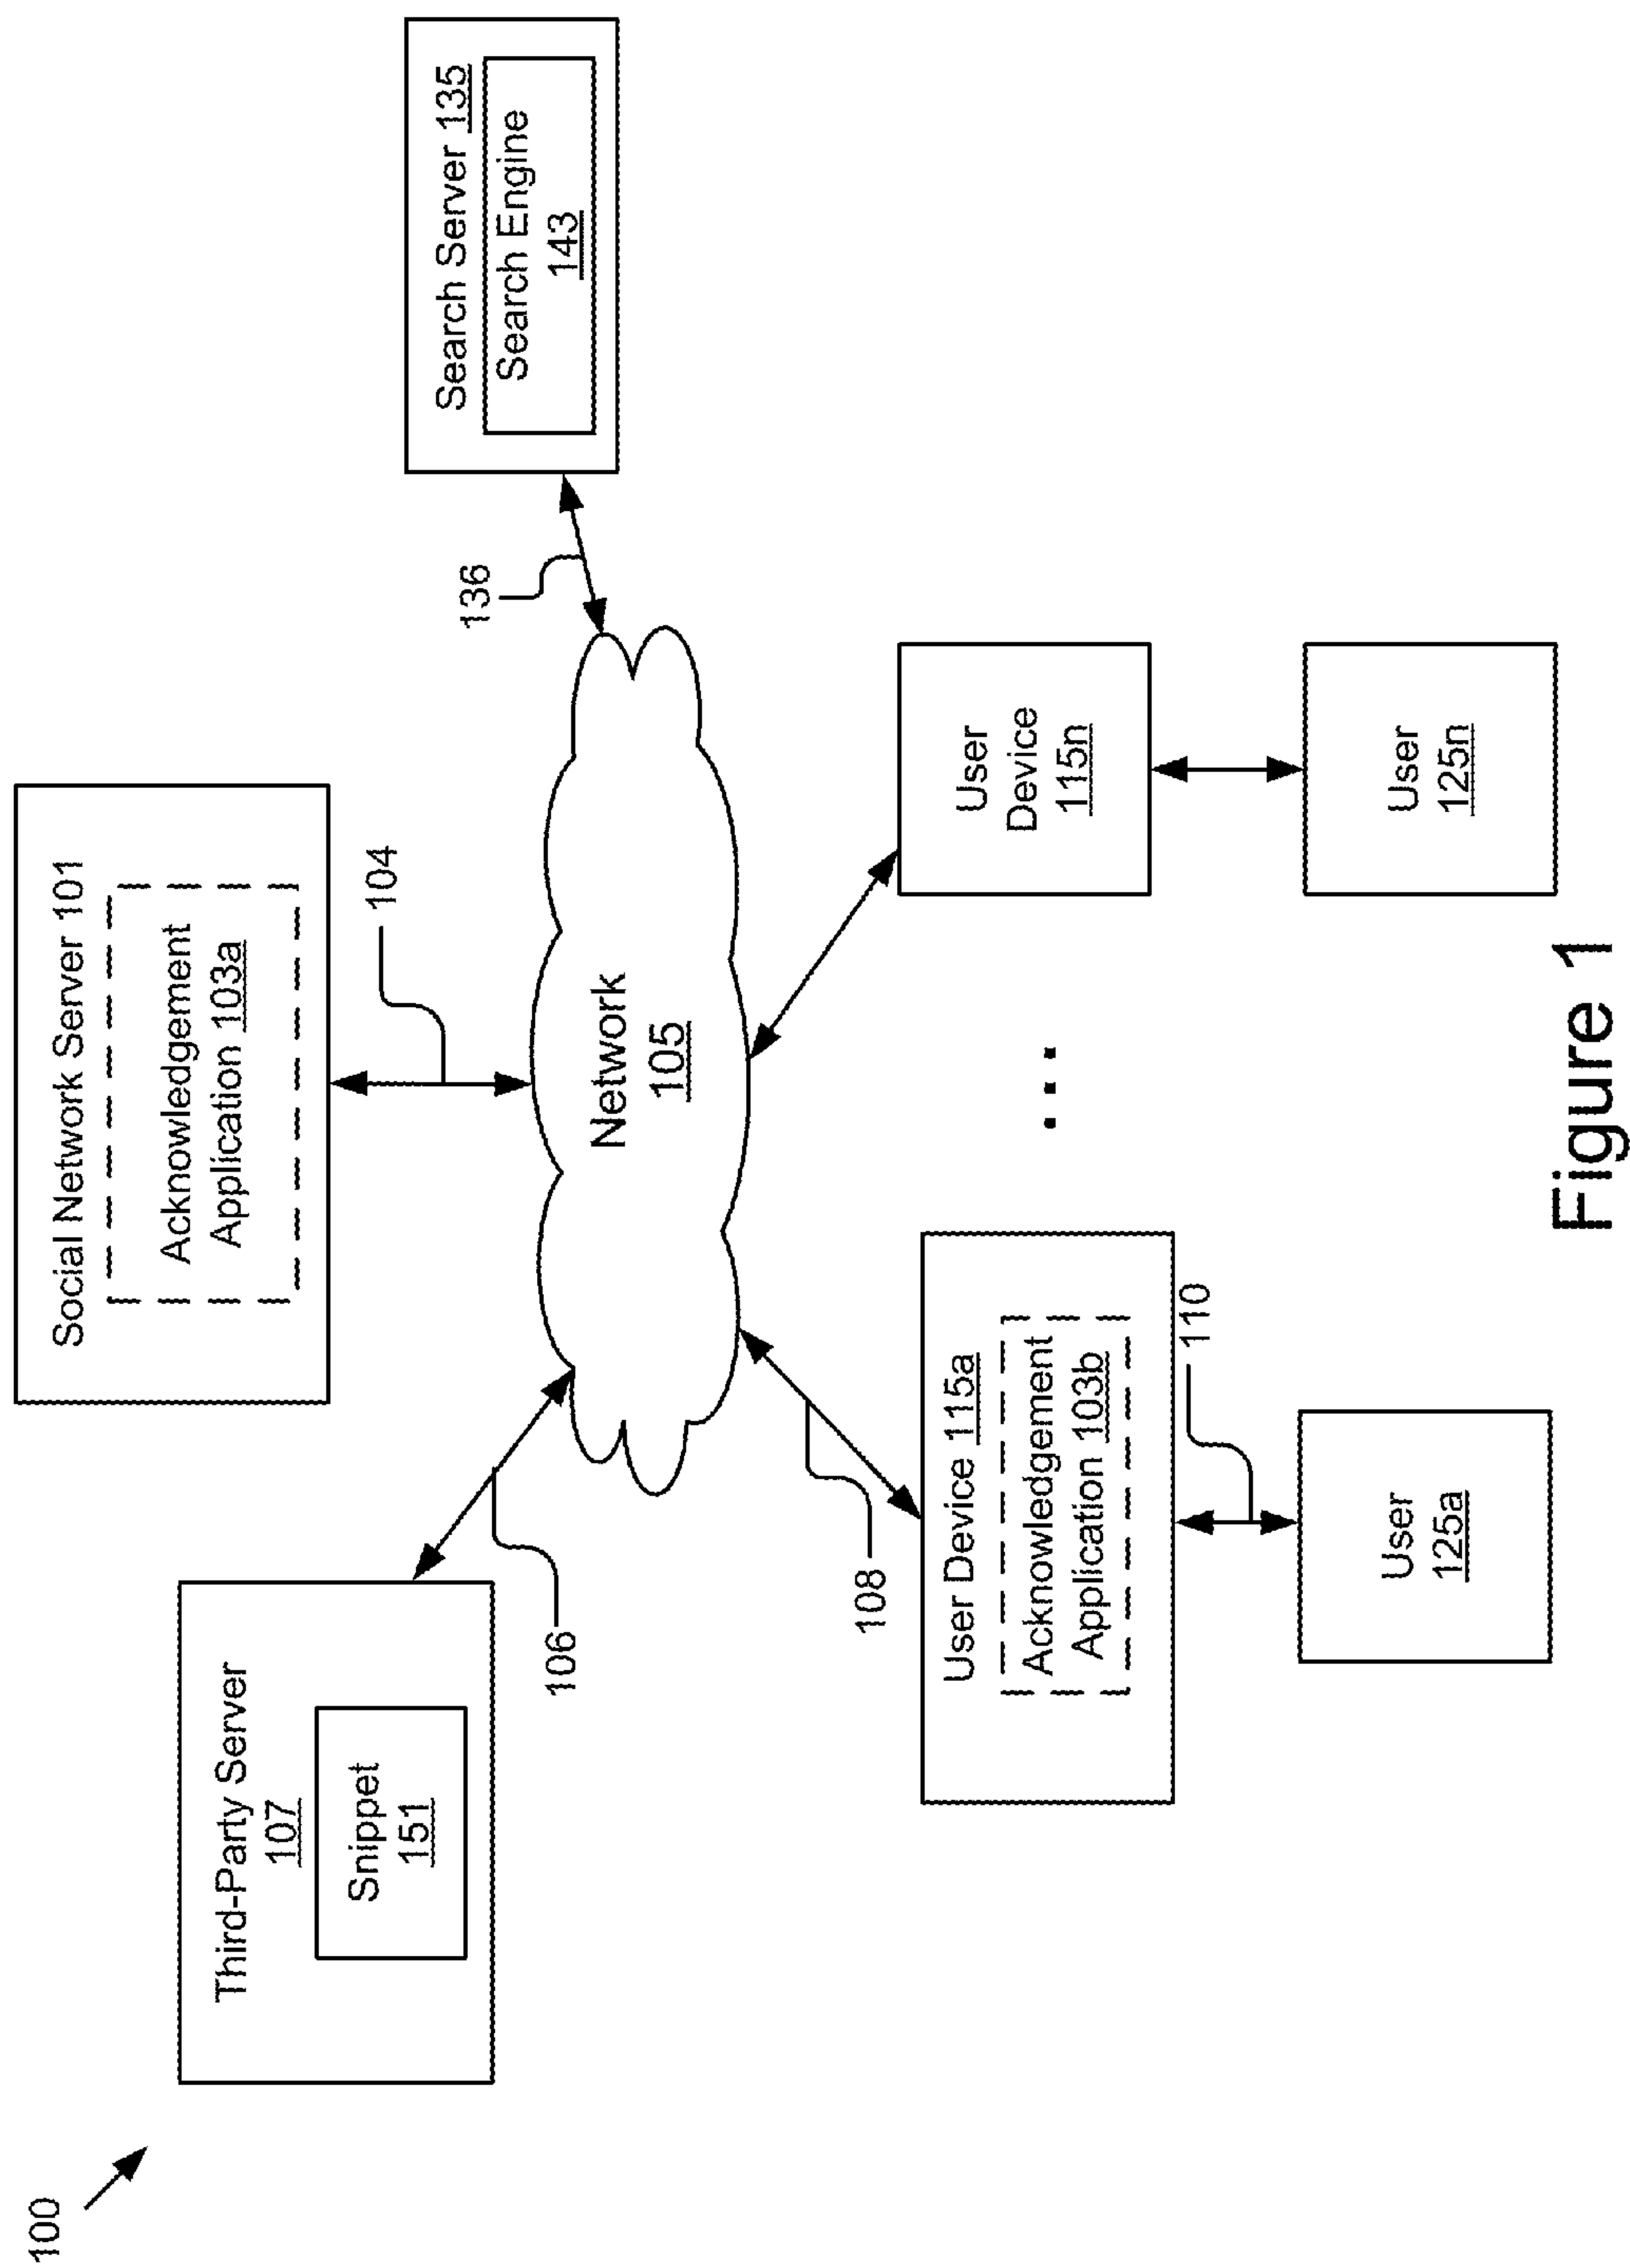 100
Third-Party Server
107
Snippet
151
Social Network Server 101
Acknowledgement
Application 103a
Search Server 135
Search Engine
143
106
104
136
Network
105
108
User Device 115a
Acknowledgement
Application 103b
...
User
Device
115n
110
User
125a
User
125n
Figure 1